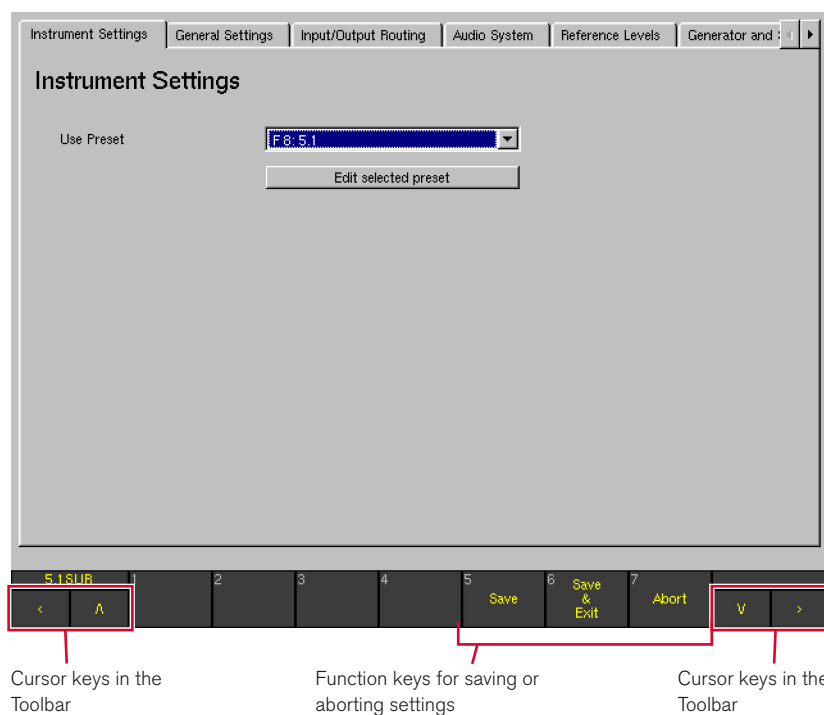 Instrument Settings General Settings Input/Output Routing Audio System Reference Levels Generator and
Instrument Settings
Use Preset F 8: 5.1
Edit selected preset
5.1SUB 1 2 3 4 5 Save 6 Save & Exit 7 Abort
< Λ V >
Cursor keys in the Toolbar
Function keys for saving or aborting settings
Cursor keys in the Toolbar